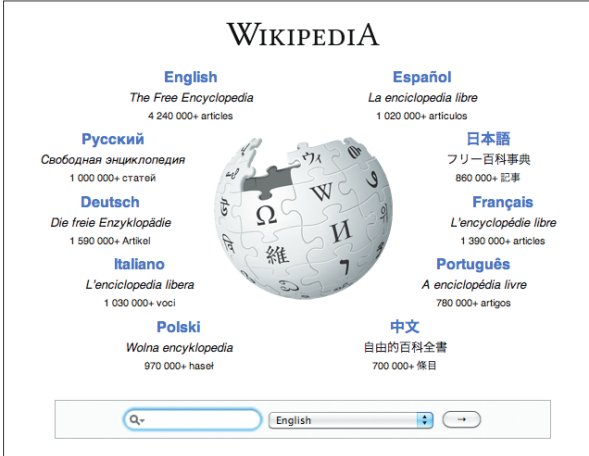 WIKIPEDIA
English
The Free Encyclopedia
4 240 000+ articles
Español
La enciclopedia libre
1 020 000+ artículos
Русский
Свободная энциклопедия
1 000 000+ статей
日本語
フリー百科事典
860 000+ 記事
Deutsch
Die freie Enzyklopädie
1 590 000+ Artikel
Français
L'encyclopédie libre
1 390 000+ articles
Italiano
L'enciclopedia libera
1 030 000+ voci
Português
A enciclopédia livre
780 000+ artigos
Polski
Wolna encyklopedia
970 000+ haseł
中文
自由的百科全書
700 000+ 條目
Ω
W
И
維
ウィ
7
English
→